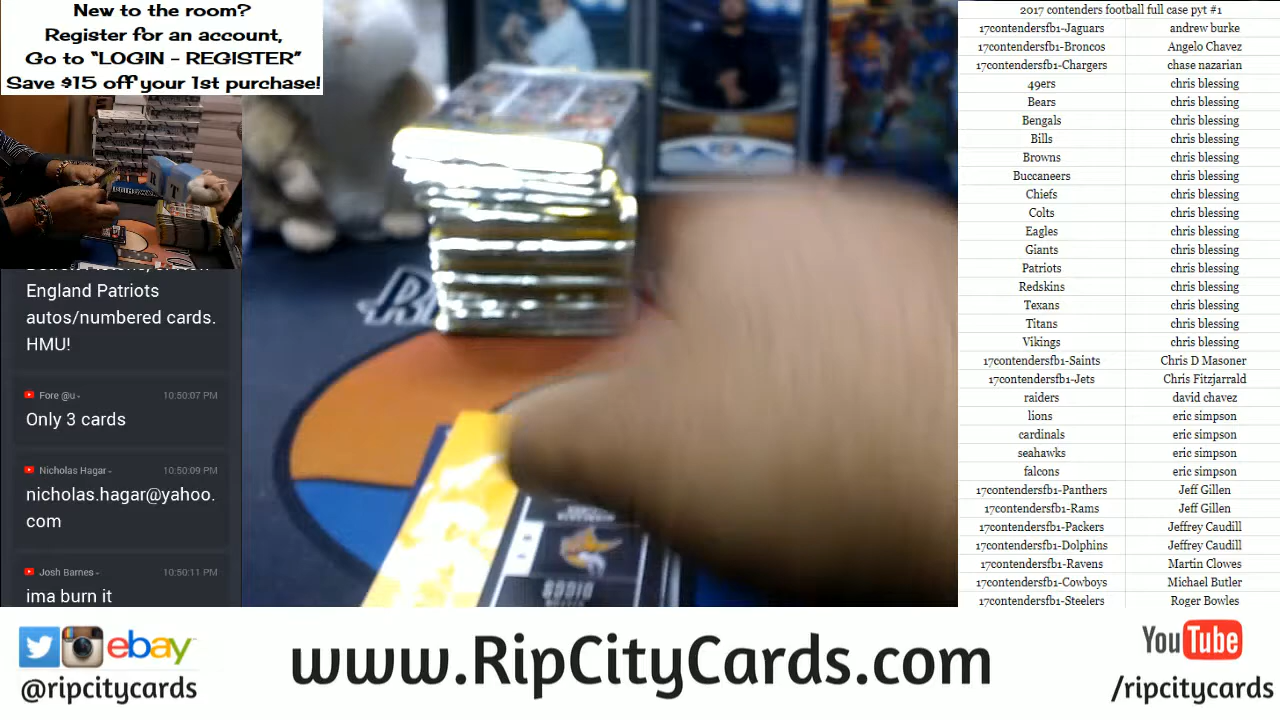 New to the room?
Register for an account,
Go to “LOGIN - REGISTER”
Save $15 off your 1st purchase!
England Patriots
autos/numbered cards.
HMU!
Fore @u - 10:50:07 PM
Only 3 cards
Nicholas Hagar - 10:50:09 PM
nicholas.hagar@yahoo.
com
Josh Barnes - 10:50:11 PM
ima burn it
2017 contenders football full case pyt #1
17contendersfb1-Jaguars andrew burke
17contendersfb1-Broncos Angelo Chavez
17contendersfb1-Chargers chase nazarian
49ers chris blessing
Bears chris blessing
Bengals chris blessing
Bills chris blessing
Browns chris blessing
Buccaneers chris blessing
Chiefs chris blessing
Colts chris blessing
Eagles chris blessing
Giants chris blessing
Patriots chris blessing
Redskins chris blessing
Texans chris blessing
Titans chris blessing
Vikings chris blessing
17contendersfb1-Saints Chris D Masoner
17contendersfb1-Jets Chris Fitzjarrald
raiders david chavez
lions eric simpson
cardinals eric simpson
seahawks eric simpson
falcons eric simpson
17contendersfb1-Panthers Jeff Gillen
17contendersfb1-Rams Jeff Gillen
17contendersfb1-Packers Jeffrey Caudill
17contendersfb1-Dolphins Jeffrey Caudill
17contendersfb1-Ravens Martin Clowes
17contendersfb1-Cowboys Michael Butler
17contendersfb1-Steelers Roger Bowles
ebay
@ripcitycards
www.RipCityCards.com
You Tube
/ripcitycards